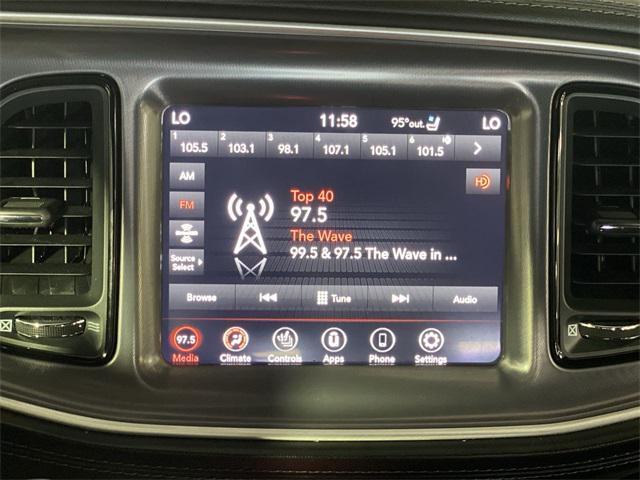 LO 11:58 95° out. LO
1 2 3 4 5 6 HD
105.5 103.1 98.1 107.1 105.1 101.5
AM
HD
Top 40
FM
97.5
The Wave
Source
Select
99.5 & 97.5 The Wave in ...
Browse Tune Audio
97.5
Media Climate Controls Apps Phone Settings